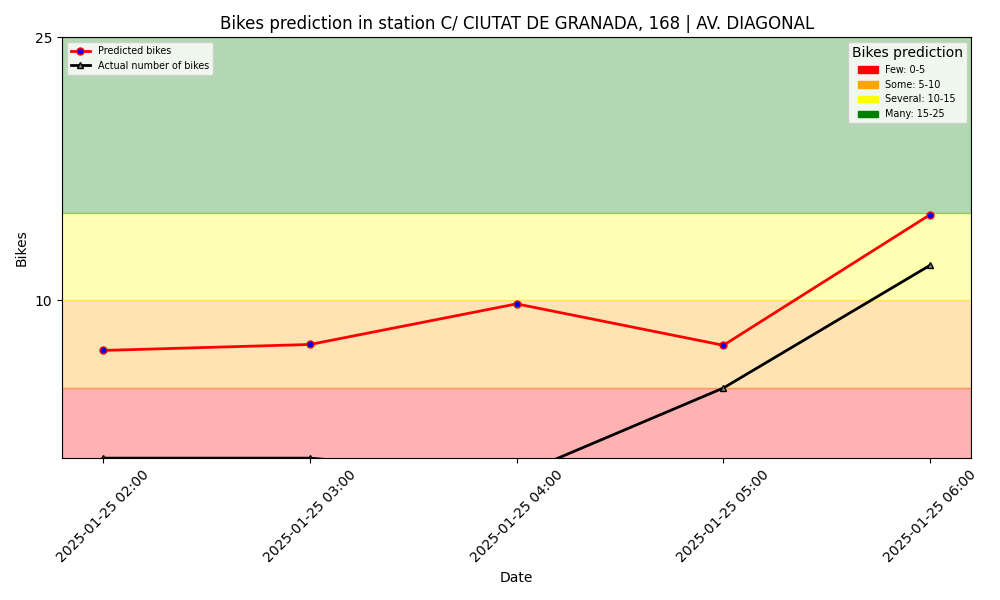 Bikes prediction in station C/ CIUTAT DE GRANADA, 168 | AV. DIAGONAL
25
10
Bikes
Predicted bikes
Actual number of bikes
Bikes prediction
Few: 0-5
Some: 5-10
Several: 10-15
Many: 15-25
2025-01-25 02:00
2025-01-25 03:00
2025-01-25 04:00
2025-01-25 05:00
2025-01-25 06:00
Date